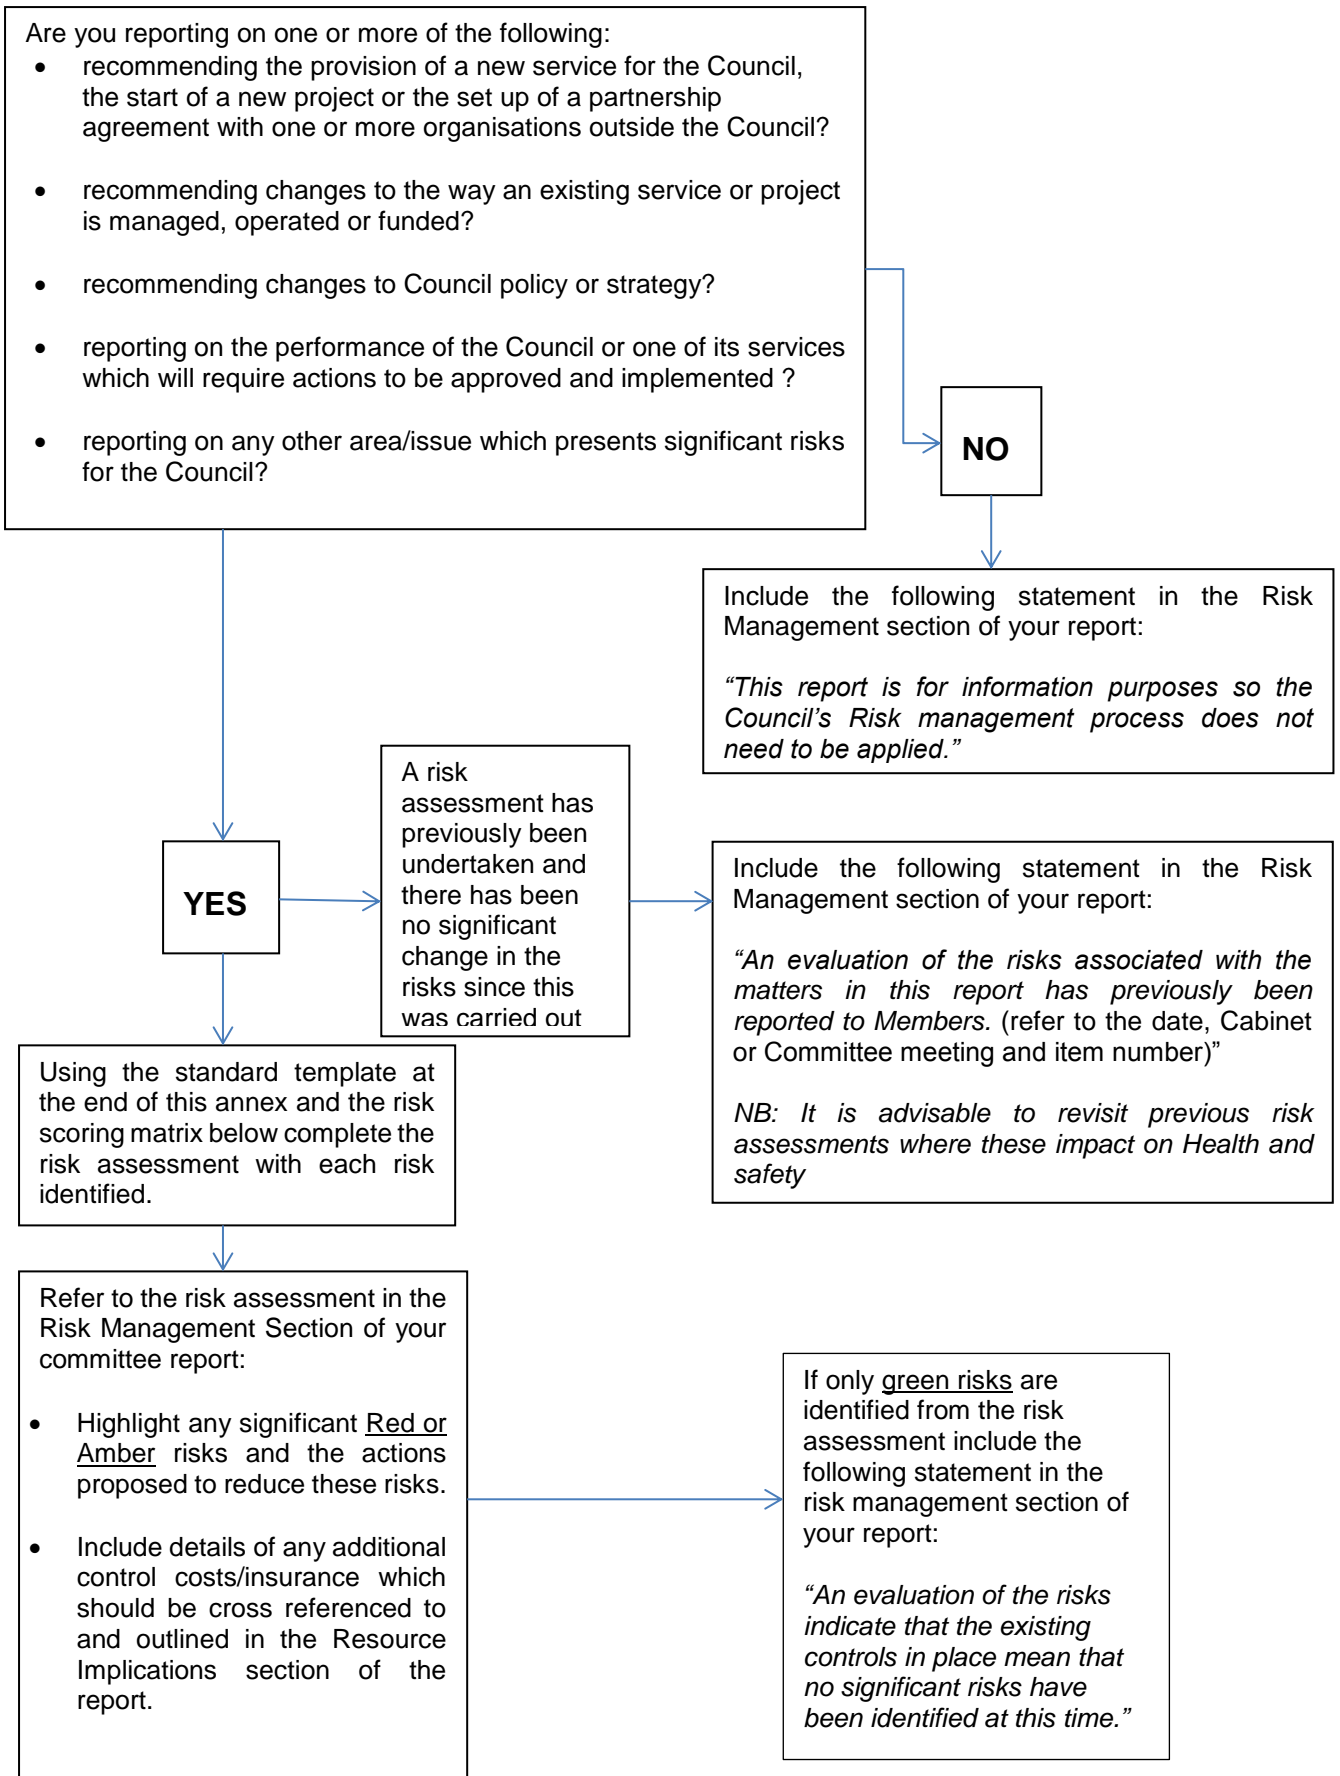 Are you reporting on one or more of the following:
• recommending the provision of a new service for the Council,
the start of a new project or the set up of a partnership
agreement with one or more organisations outside the Council?
• recommending changes to the way an existing service or project
is managed, operated or funded?
• recommending changes to Council policy or strategy?
• reporting on the performance of the Council or one of its services
which will require actions to be approved and implemented ?
• reporting on any other area/issue which presents significant risks
for the Council?
NO
Include the following statement in the Risk
Management section of your report:
“This report is for information purposes so the
Council’s Risk management process does not
need to be applied.”
YES
A risk
assessment has
previously been
undertaken and
there has been
no significant
change in the
risks since this
was carried out
Include the following statement in the Risk
Management section of your report:
“An evaluation of the risks associated with the
matters in this report has previously been
reported to Members. (refer to the date, Cabinet
or Committee meeting and item number)”
NB: It is advisable to revisit previous risk
assessments where these impact on Health and
safety
Using the standard template at
the end of this annex and the risk
scoring matrix below complete the
risk assessment with each risk
identified.
Refer to the risk assessment in the
Risk Management Section of your
committee report:
• Highlight any significant Red or
Amber risks and the actions
proposed to reduce these risks.
• Include details of any additional
control costs/insurance which
should be cross referenced to
and outlined in the Resource
Implications section of the
report.
If only green risks are
identified from the risk
assessment include the
following statement in the
risk management section of
your report:
“An evaluation of the risks
indicate that the existing
controls in place mean that
no significant risks have
been identified at this time.”